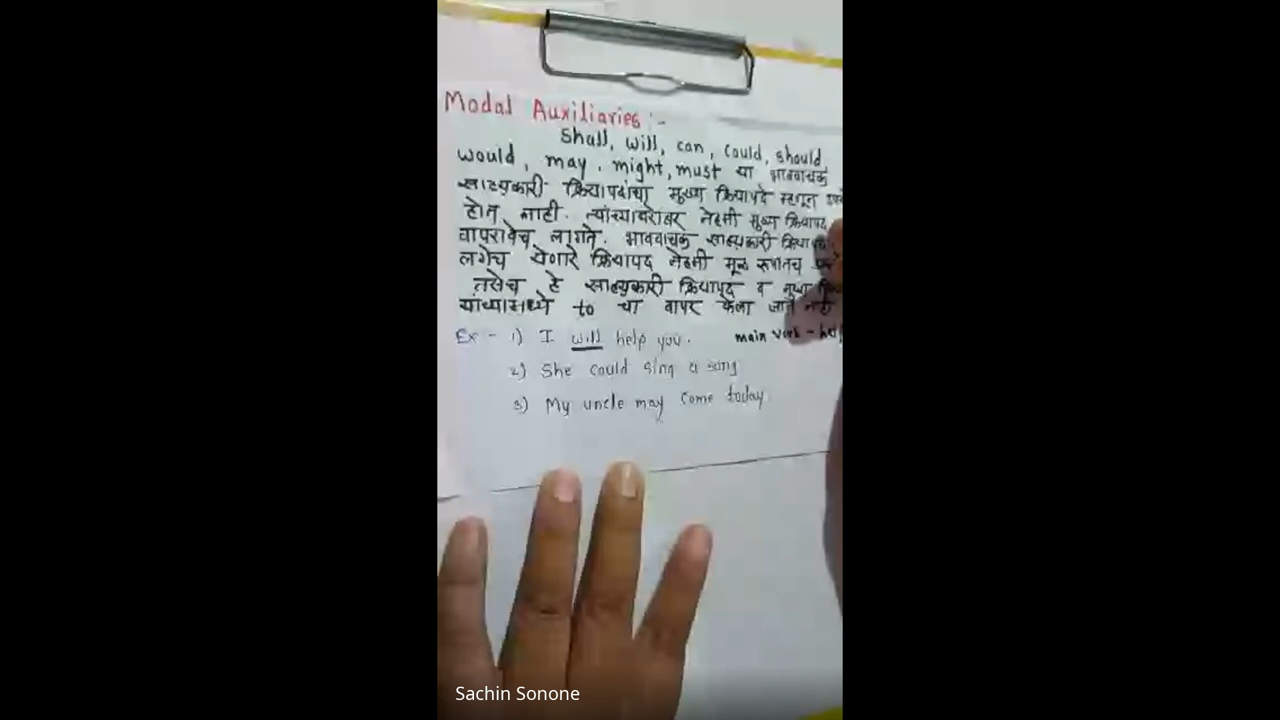 Modal Auxiliaries :-
Shall, will, can, could, should,
would, may, might, must या भाववाचक
साहय्यकारी क्रियापदांचा मुख्य क्रियापदे म्हणून
होत नाही. त्यांच्याबरोबर नेहमी मुख्य क्रियापद
वापरावेच लागते. भाववाचक साहय्यकारी
लगेच येणारे क्रियापद नेहमी मूळ रूपातच
तसेच हे साहय्यकारी क्रियापद व मुख्य
यांच्यामध्ये to चा वापर केला जात नाही
Ex - 1) I will help you. main verb - help
2) She could sing a song
3) My uncle may come today.
Sachin Sonone